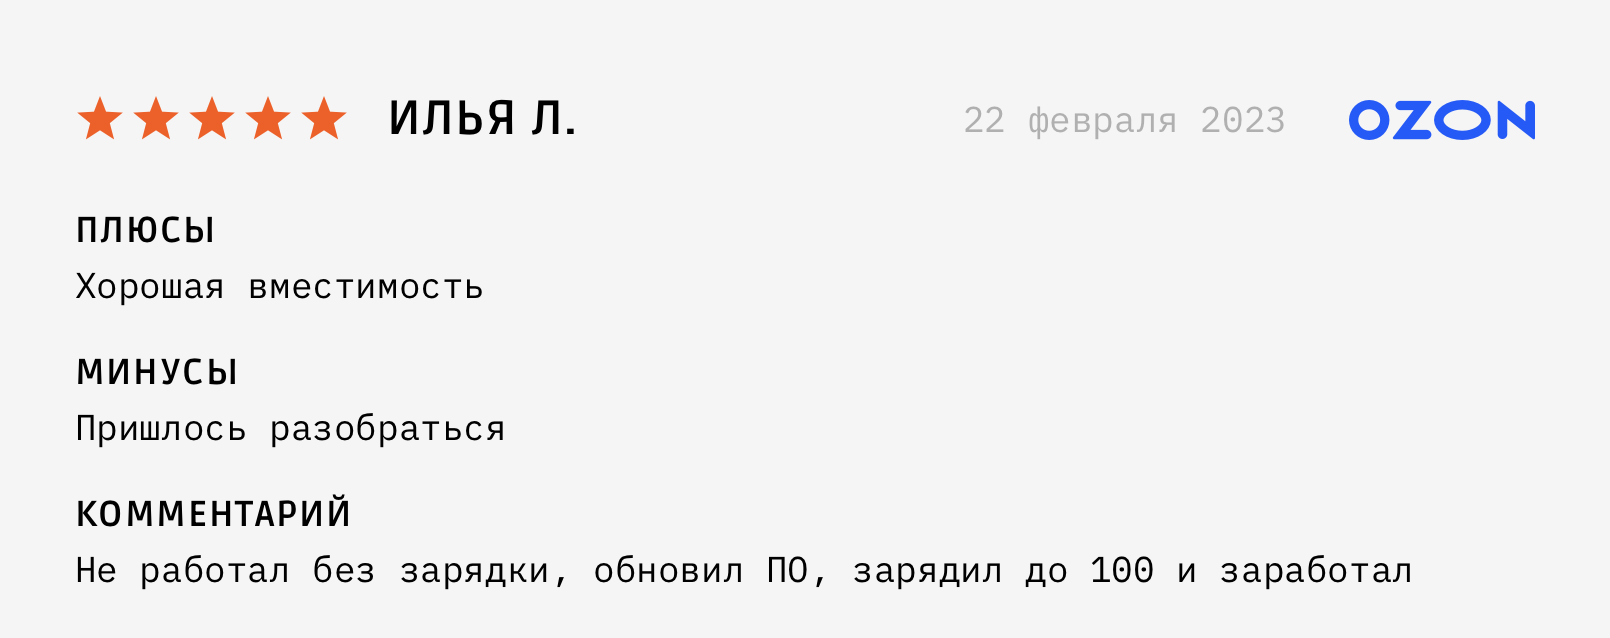 ИЛЬЯ Л. 22 февраля 2023 OZON
ПЛЮСЫ
Хорошая вместимость
МИНУСЫ
Пришлось разобраться
КОММЕНТАРИЙ
Не работал без зарядки, обновил ПО, зарядил до 100 и заработал